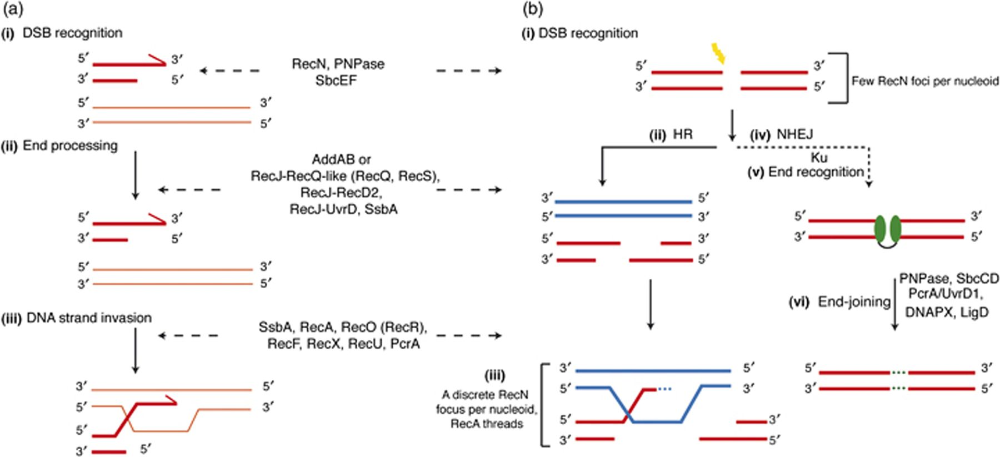 (a)
(i) DSB recognition
5′ 3′
3′ 5′
5′ 3′
3′ 5′
RecN, PNPase
SbcEF
(ii) End processing
AddAB or
RecJ-RecQ-like (RecQ, RecS),
RecJ-RecD2,
RecJ-UvrD, SsbA
5′ 3′
3′ 5′
5′ 3′
3′ 5′
(iii) DNA strand invasion
SsbA, RecA, RecO (RecR),
RecF, RecX, RecU, PcrA
3′ 5′
5′ 3′
5′
3′ 5′
(b)
(i) DSB recognition
5′ 3′
3′ 5′
Few RecN foci per nucleoid
(ii) HR
3′ 5′
5′ 3′
5′ 3′
3′ 5′
(iii)
A discrete RecN
focus per nucleoid,
RecA threads
3′ 5′
5′ 3′
5′ 3′
3′ 5′
(iv) NHEJ
Ku
(v) End recognition
5′ 3′
3′ 5′
PNPase, SbcCD
PcrA/UvrD1,
DNAPX, LigD
(vi) End-joining
5′ 3′
3′ 5′